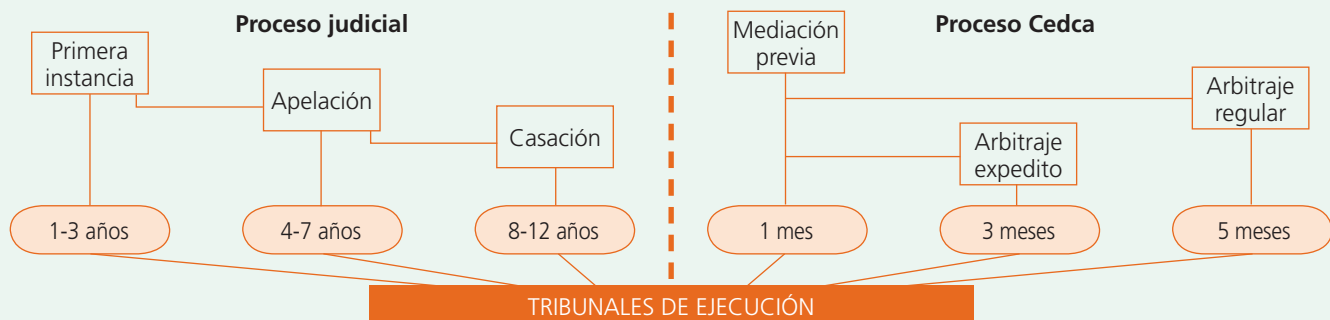 Proceso judicial
Primera
instancia
Apelación
Casación
1-3 años
4-7 años
8-12 años
Proceso Cedca
Mediación
previa
Arbitraje
regular
Arbitraje
expedito
1 mes
3 meses
5 meses
TRIBUNALES DE EJECUCIÓN